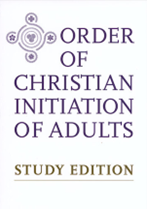 ORDER
OF
CHRISTIAN
INITIATION
OF ADULTS
STUDY EDITION